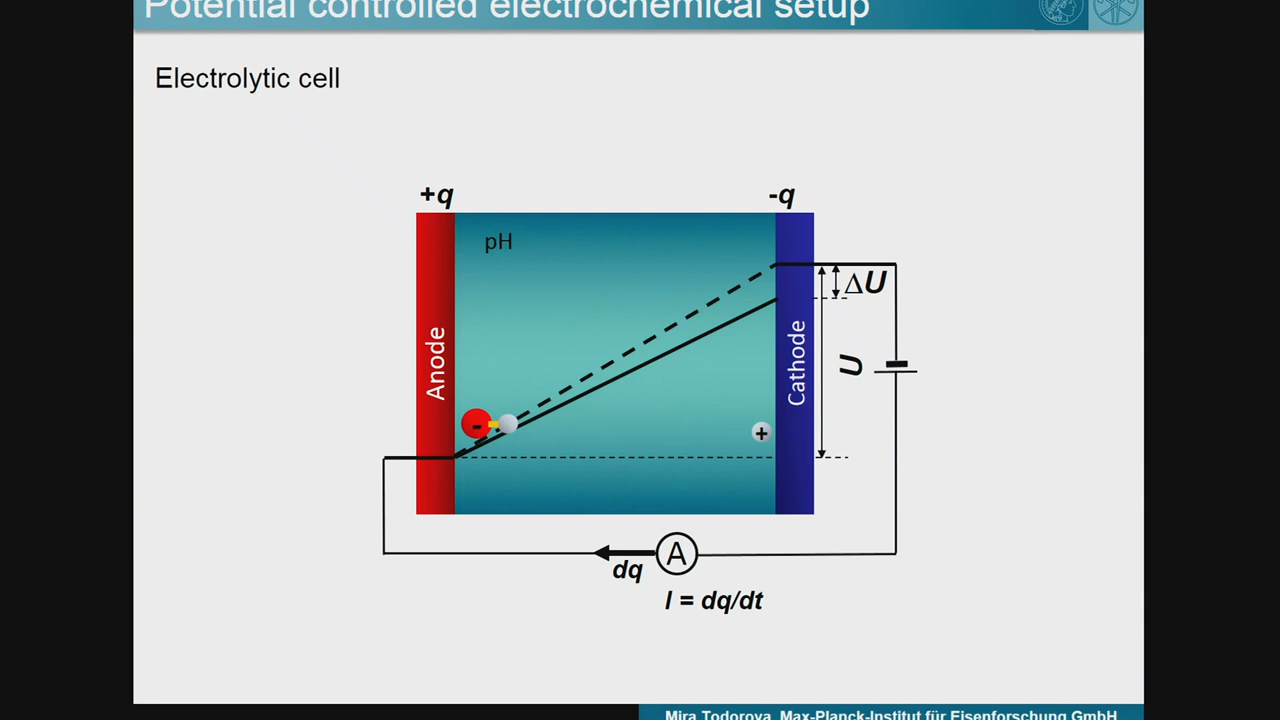 Potential controlled electrochemical setup
Electrolytic cell
+q
-q
pH
ΔU
Anode
Cathode
U
-
+
A
dq
I = dq/dt
Mira Todorova, Max-Planck-Institut für Eisenforschung GmbH